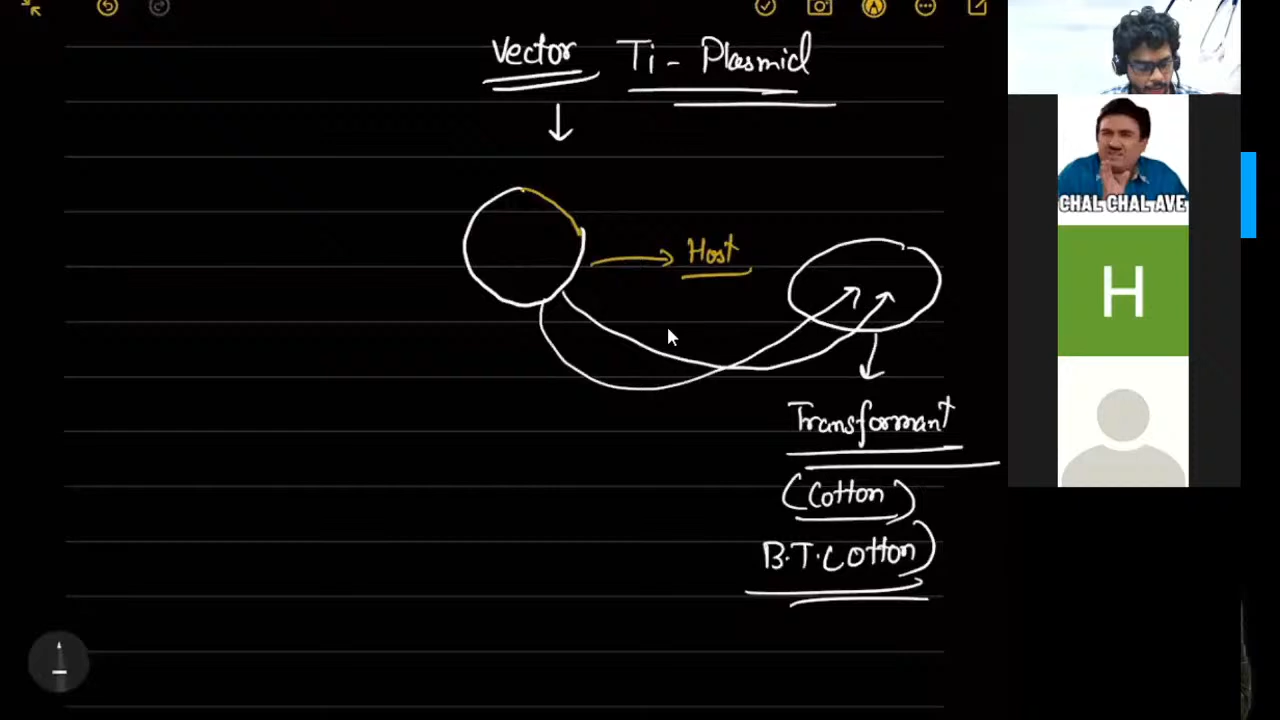 Vector Ti - Plasmid
Host
Transformant
(Cotton)
B.T. Cotton)
CHAL CHAL AVE
H